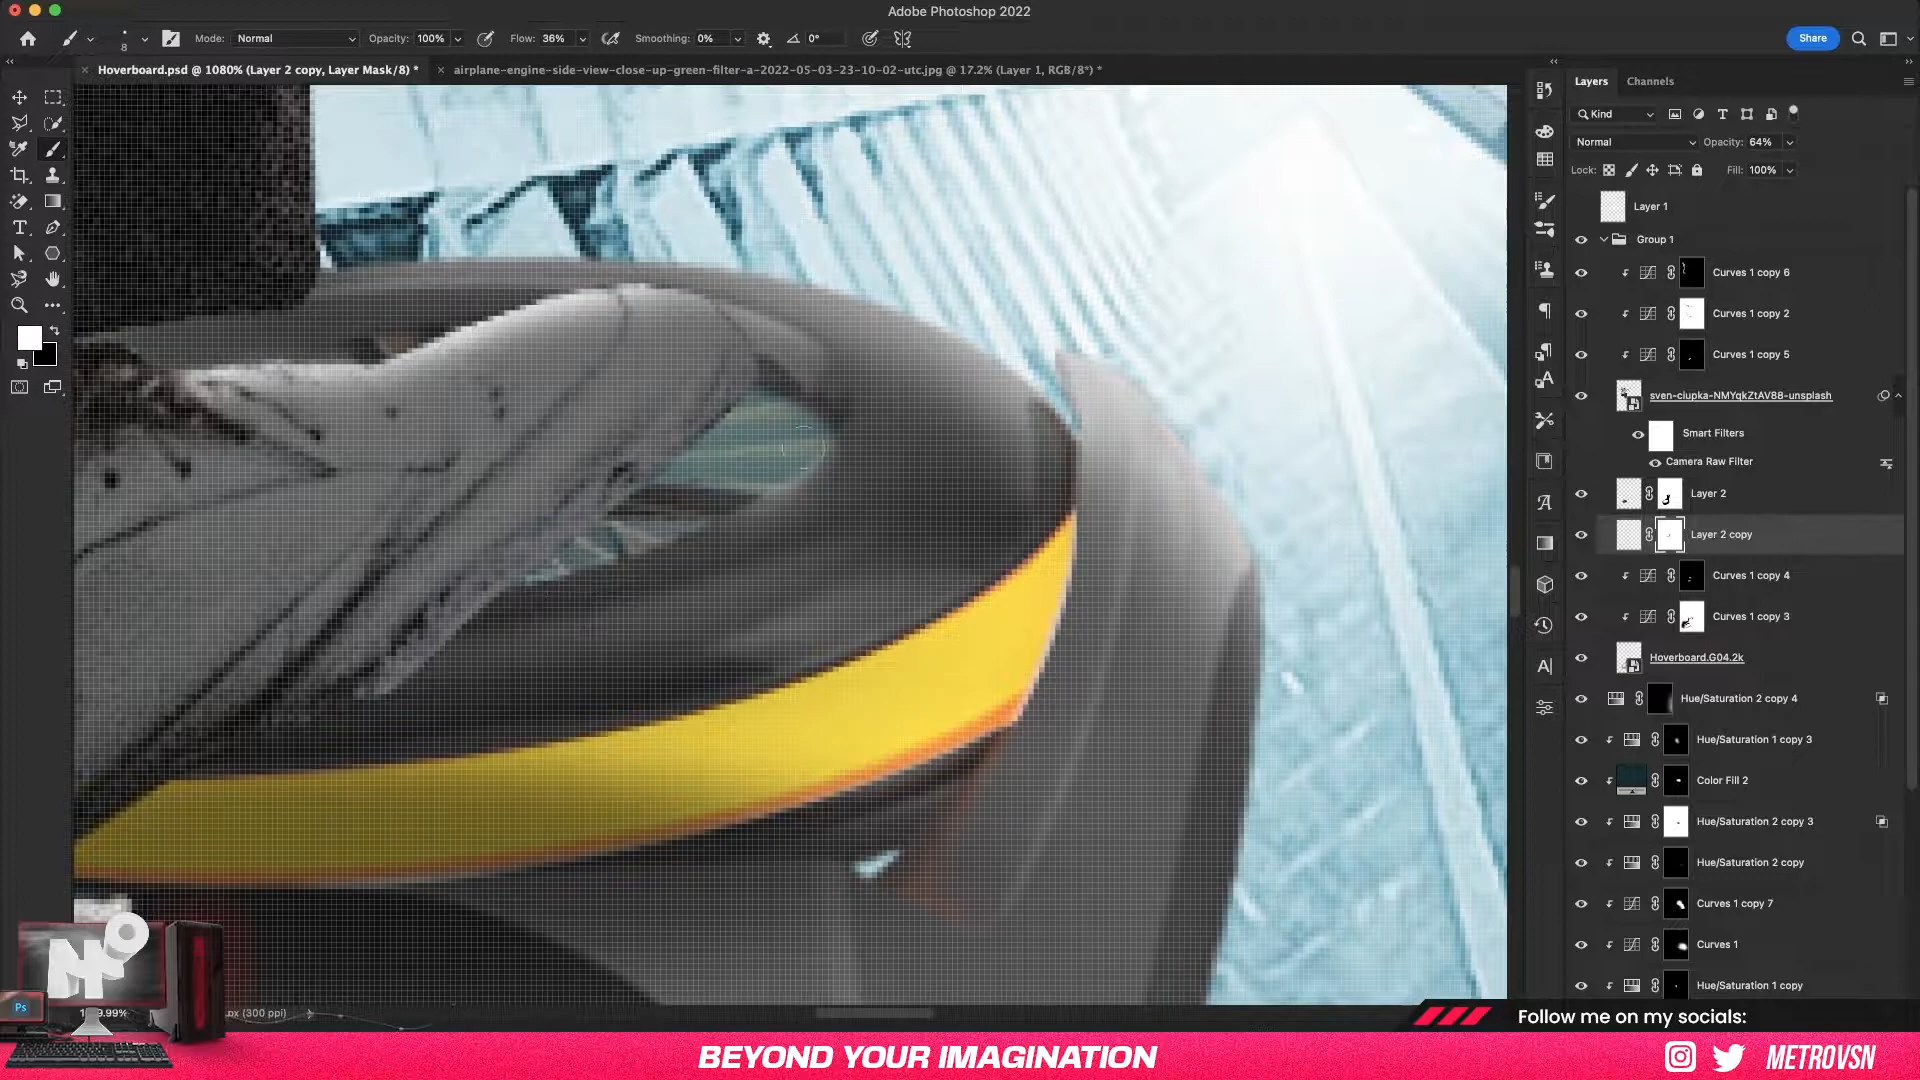 Adobe Photoshop 2022
8
Mode: Normal
Opacity: 100%
Flow: 36%
Smoothing: 0%
0°
Share
Hoverboard.psd @ 1080% (Layer 2 copy, Layer Mask/8) *
airplane-engine-side-view-close-up-green-filter-a-2022-05-03-23-10-02-utc.jpg @ 17.2% (Layer 1, RGB/8*) *
Layers
Channels
Kind
Normal
Opacity: 64%
Lock:
Fill: 100%
Layer 1
Group 1
Curves 1 copy 6
Curves 1 copy 2
Curves 1 copy 5
sven-ciupka-NMYqkZtAV88-unsplash
Smart Filters
Camera Raw Filter
Layer 2
Layer 2 copy
Curves 1 copy 4
Curves 1 copy 3
Hoverboard.G04.2k
Hue/Saturation 2 copy 4
Hue/Saturation 1 copy 3
Color Fill 2
Hue/Saturation 2 copy 3
Hue/Saturation 2 copy
Curves 1 copy 7
Curves 1
Hue/Saturation 1 copy
Ps
px (300 ppi)
Follow me on my socials:
BEYOND YOUR IMAGINATION
METROVSN